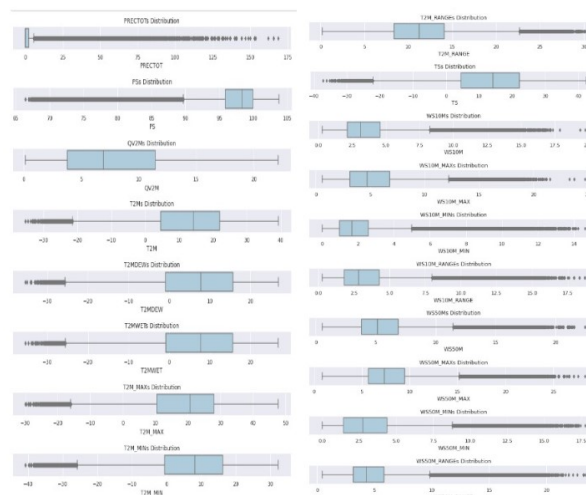 PRECTOTs Distribution
0 25 50 75 100 125 150 175
PRECTOT
PSs Distribution
65 70 75 80 85 90 95 100 105
PS
QV2Ms Distribution
0 5 10 15 20
QV2M
T2Ms Distribution
−30 −20 −10 0 10 20 30 40
T2M
T2MDEWs Distribution
−30 −20 −10 0 10 20
T2MDEW
T2MWETs Distribution
−30 −20 −10 0 10 20
T2MWET
T2M_MAXs Distribution
−30 −20 −10 0 10 20 30 40 50
T2M_MAX
T2M_MINs Distribution
−40 −30 −20 −10 0 10 20 30
T2M_MIN
T2M_RANGEs Distribution
0 5 10 15 20 25 30
T2M_RANGE
TSs Distribution
−40 −30 −20 −10 0 10 20 30 40
TS
WS10Ms Distribution
0.0 2.5 5.0 7.5 10.0 12.5 15.0 17.5
WS10M
WS10M_MAXs Distribution
0 5 10 15 20
WS10M_MAX
WS10M_MINs Distribution
0 2 4 6 8 10 12 14
WS10M_MIN
WS10M_RANGEs Distribution
0.0 2.5 5.0 7.5 10.0 12.5 15.0 17.5
WS10M_RANGE
WS50Ms Distribution
0 5 10 15 20
WS50M
WS50M_MAXs Distribution
0 5 10 15 20 25
WS50M_MAX
WS50M_MINs Distribution
0.0 2.5 5.0 7.5 10.0 12.5 15.0 17.5
WS50M_MIN
WS50M_RANGEs Distribution
0 5 10 15 20